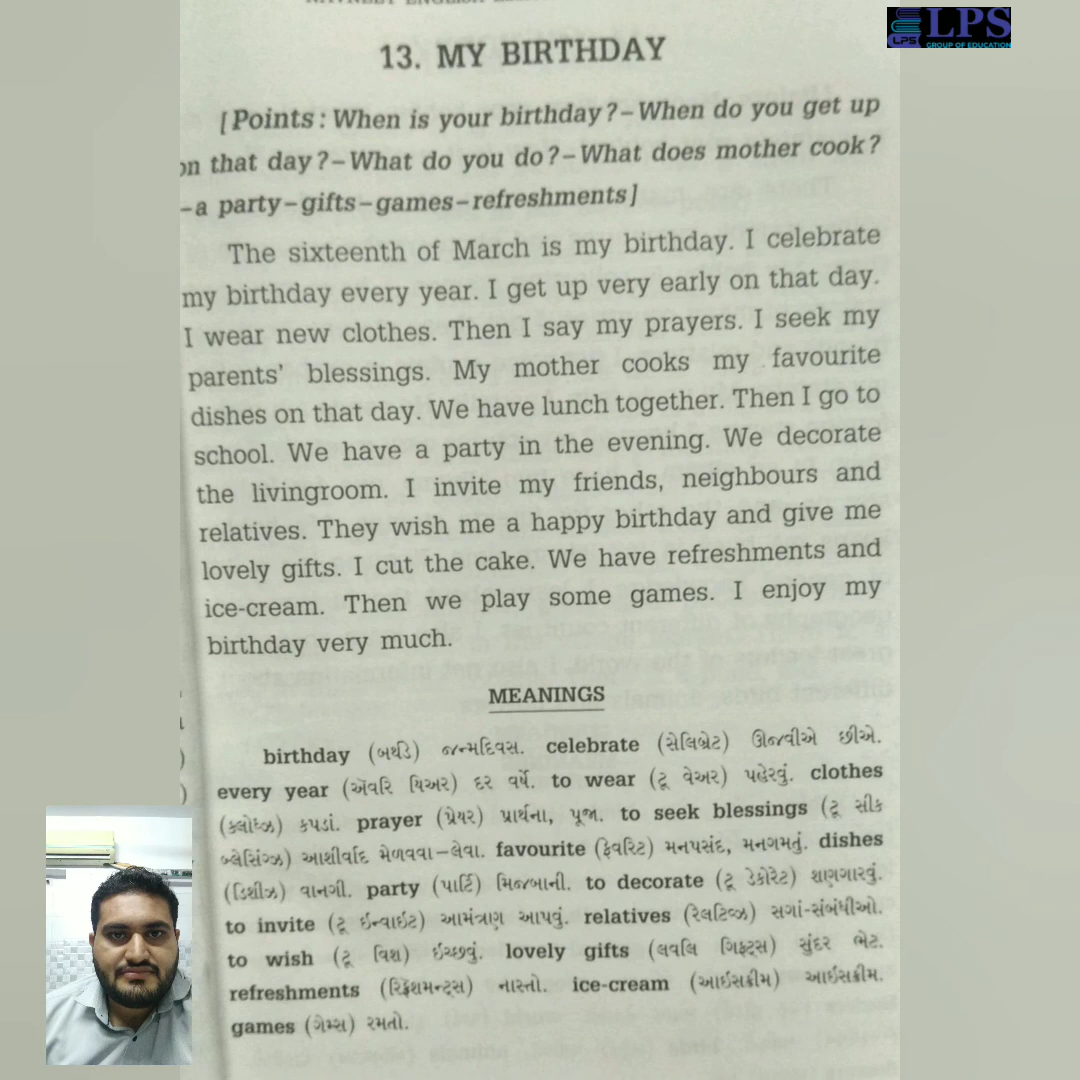 LPS
LPS
GROUP OF EDUCATION
13. MY BIRTHDAY
[Points: When is your birthday?–When do you get up
on that day?–What do you do?–What does mother cook?
–a party–gifts–games–refreshments]
The sixteenth of March is my birthday. I celebrate
my birthday every year. I get up very early on that day.
I wear new clothes. Then I say my prayers. I seek my
parents' blessings. My mother cooks my favourite
dishes on that day. We have lunch together. Then I go to
school. We have a party in the evening. We decorate
the livingroom. I invite my friends, neighbours and
relatives. They wish me a happy birthday and give me
lovely gifts. I cut the cake. We have refreshments and
ice-cream. Then we play some games. I enjoy my
birthday very much.
MEANINGS
birthday (બર્થડે) જન્મદિવસ. celebrate (સેલિબ્રેટ) ઊજવીએ છીએ.
every year (ઍવરિ યિઅર) દર વર્ષે. to wear (ટૂ વેઅર) પહેરવું. clothes
(ક્લોધ્ઝ) કપડાં. prayer (પ્રેયર) પ્રાર્થના, પૂજા. to seek blessings (ટૂ સીક
બ્લેસિંગ્ઝ) આશીર્વાદ મેળવવા–લેવા. favourite (ફેવરિટ) મનપસંદ, મનગમતું. dishes
(ડિશીઝ) વાનગી. party (પાર્ટિ) મિજબાની. to decorate (ટૂ ડેકોરેટ) શણગારવું.
to invite (ટૂ ઈન્વાઇટ) આમંત્રણ આપવું. relatives (રેલટિવ્ઝ) સગાં-સંબંધીઓ.
to wish (ટૂ વિશ) ઈચ્છવું. lovely gifts (લવલિ ગિફ્ટ્સ) સુંદર ભેટ.
refreshments (રિફ્રેશમન્ટ્સ) નાસ્તો. ice-cream (આઇસક્રીમ) આઇસક્રીમ.
games (ગેમ્સ) રમતો.